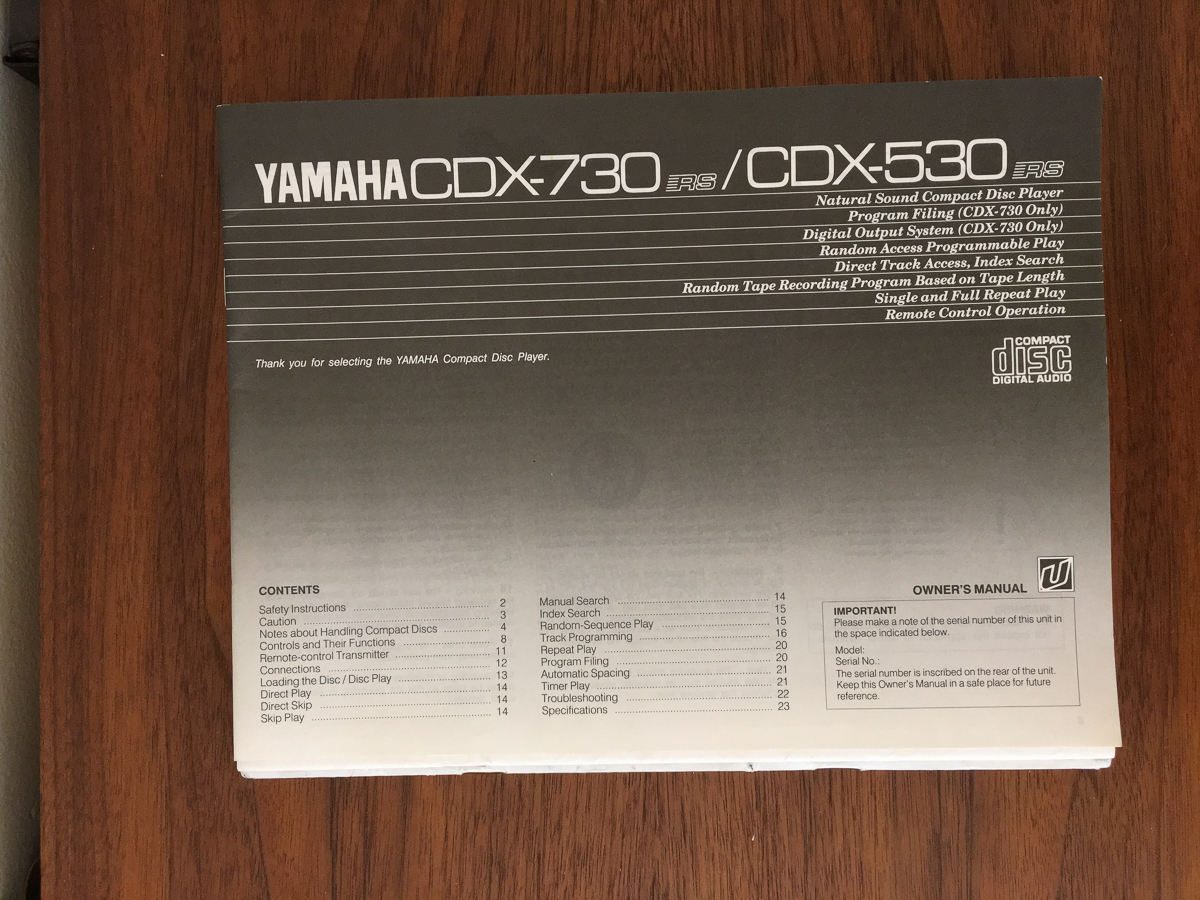 YAMAHA CDX-730 RS / CDX-530 RS
Natural Sound Compact Disc Player
Program Filing (CDX-730 Only)
Digital Output System (CDX-730 Only)
Random Access Programmable Play
Direct Track Access, Index Search
Random Tape Recording Program Based on Tape Length
Single and Full Repeat Play
Remote Control Operation
Thank you for selecting the YAMAHA Compact Disc Player.
COMPACT
disc
DIGITAL AUDIO
CONTENTS
Safety Instructions 2
Caution 3
Notes about Handling Compact Discs 4
Controls and Their Functions 8
Remote-control Transmitter 11
Connections 12
Loading the Disc / Disc Play 13
Direct Play 14
Direct Skip 14
Skip Play 14
Manual Search 14
Index Search 15
Random-Sequence Play 15
Track Programming 16
Repeat Play 20
Program Filing 20
Automatic Spacing 21
Timer Play 21
Troubleshooting 22
Specifications 23
OWNER'S MANUAL U
IMPORTANT!
Please make a note of the serial number of this unit in
the space indicated below.
Model:
Serial No.:
The serial number is inscribed on the rear of the unit.
Keep this Owner's Manual in a safe place for future
reference.